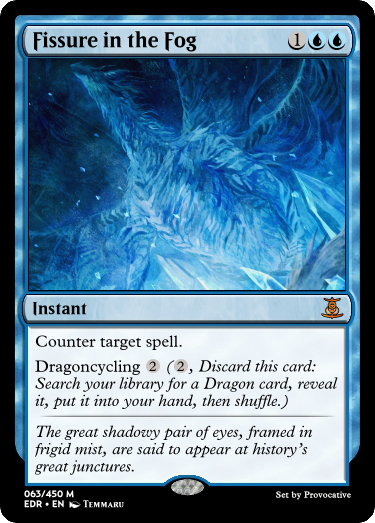 Fissure in the Fog 1
Instant
Counter target spell.
Dragoncycling 2 (2, Discard this card:
Search your library for a Dragon card, reveal
it, put it into your hand, then shuffle.)
The great shadowy pair of eyes, framed in
frigid mist, are said to appear at history's
great junctures.
063/450 M
EDR • EN Temmaru
Set by Provocative